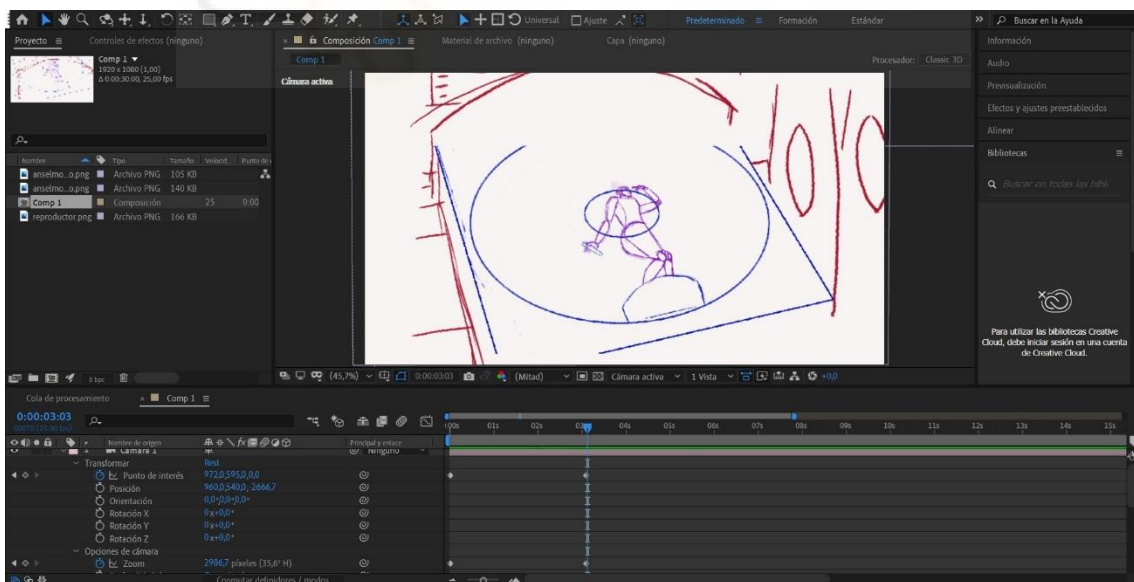 Universal Ajuste Predeterminado Formación Estándar Buscar en la Ayuda
Proyecto Controles de efectos (ninguno)
Comp 1
1920 x 1080 (1,00)
Δ 0:00:30:00, 25,00 fps
Composición Comp 1 Material de archivo (ninguno) Capa (ninguno)
Comp 1 Procesador: Classic 3D
Cámara activa
Nombre Tipo Tamaño Velocid... Punto de
anselmo...o.png Archivo PNG 105 KB
anselmo...o.png Archivo PNG 140 KB
Comp 1 Composición 25 0:00
reproductor.png Archivo PNG 166 KB
8 bpc
(45,7%) 0:00:03:03 (Mitad) Cámara activa 1 Vista +0,0
Información
Audio
Previsualización
Efectos y ajustes preestablecidos
Alinear
Bibliotecas
Buscar en todas las bibl
Para utilizar las bibliotecas Creative
Cloud, debe iniciar sesión en una cuenta
de Creative Cloud.
Cola de procesamiento Comp 1
0:00:03:03
00078 (25.00 fps)
01s 02s 04s 05s 06s 07s 08s 09s 10s 11s 12s 13s 14s 15s
Nombre de origen Principal y enlace
1 Cámara 1 Ninguno
Transformar Rest
Punto de interés 972,0,595,0,0,0
Posición 960,0,540,0,-2666,7
Orientación 0,0°,0,0°,0,0°
Rotación X 0x+0,0°
Rotación Y 0x+0,0°
Rotación Z 0x+0,0°
Opciones de cámara
Zoom 2986,7 píxeles (35,6° H)
Conmutar definidores / modos